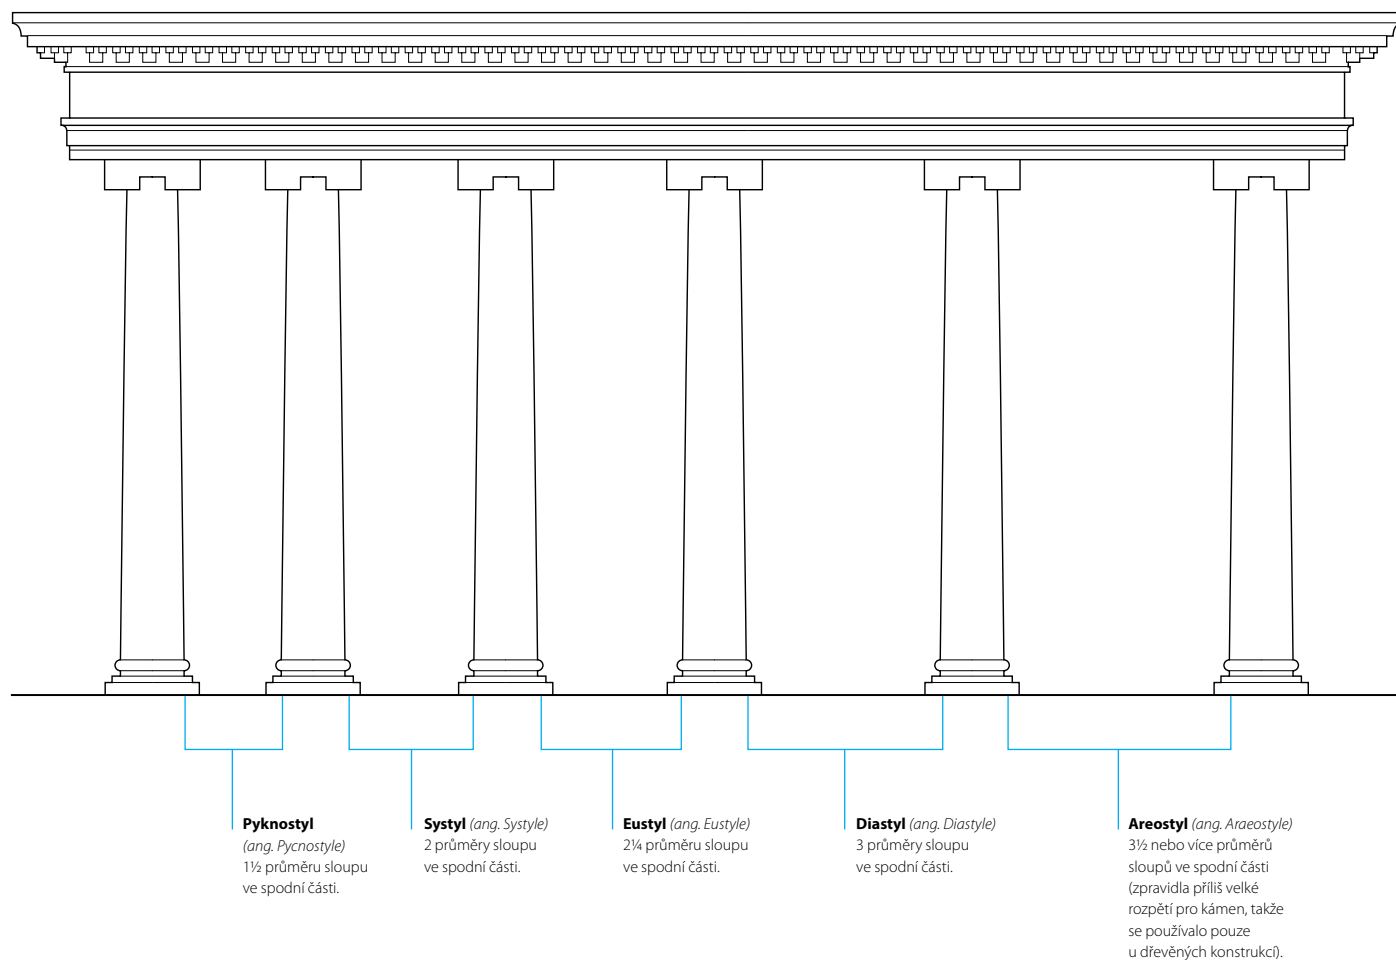 Pyknostyl
(ang. Pycnostyle)
1½ průměru sloupu
ve spodní části.
Systyl (ang. Systyle)
2 průměry sloupu
ve spodní části.
Eustyl (ang. Eustyle)
2¼ průměru sloupu
ve spodní části.
Diastyl (ang. Diastyle)
3 průměry sloupu
ve spodní části.
Areostyl (ang. Araeostyle)
3½ nebo více průměrů
sloupů ve spodní části
(zpravidla příliš velké
rozpětí pro kámen, takže
se používalo pouze
u dřevěných konstrukcí).